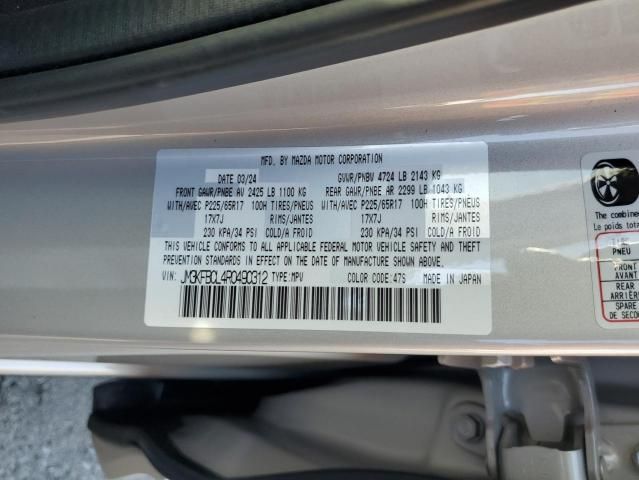 MFD. BY MAZDA MOTOR CORPORATION
DATE 03/24 GVWR/PNBV 4724 LB 2143 KG
FRONT GAWR/PNBE AV 2425 LB 1100 KG REAR GAWR/PNBE AR 2299 LB 1043 KG
WITH/AVEC P225/65R17 100H TIRES/PNEUS WITH/AVEC P225/65R17 100H TIRES/PNEUS
17X7J RIMS/JANTES 17X7J RIMS/JANTES
230 KPA/34 PSI COLD/A FROID 230 KPA/34 PSI COLD/A FROID
THIS VEHICLE CONFORMS TO ALL APPLICABLE FEDERAL MOTOR VEHICLE SAFETY AND THEFT
PREVENTION STANDARDS IN EFFECT ON THE DATE OF MANUFACTURE SHOWN ABOVE.
JM3KFBCL4R0490312 TYPE:MPV COLOR CODE:47S MADE IN JAPAN
The combine
Le poids tota
TIRE
PNEU
FRONT
AVANT
REAR
ARRIÈR
SPARE
DE SECO